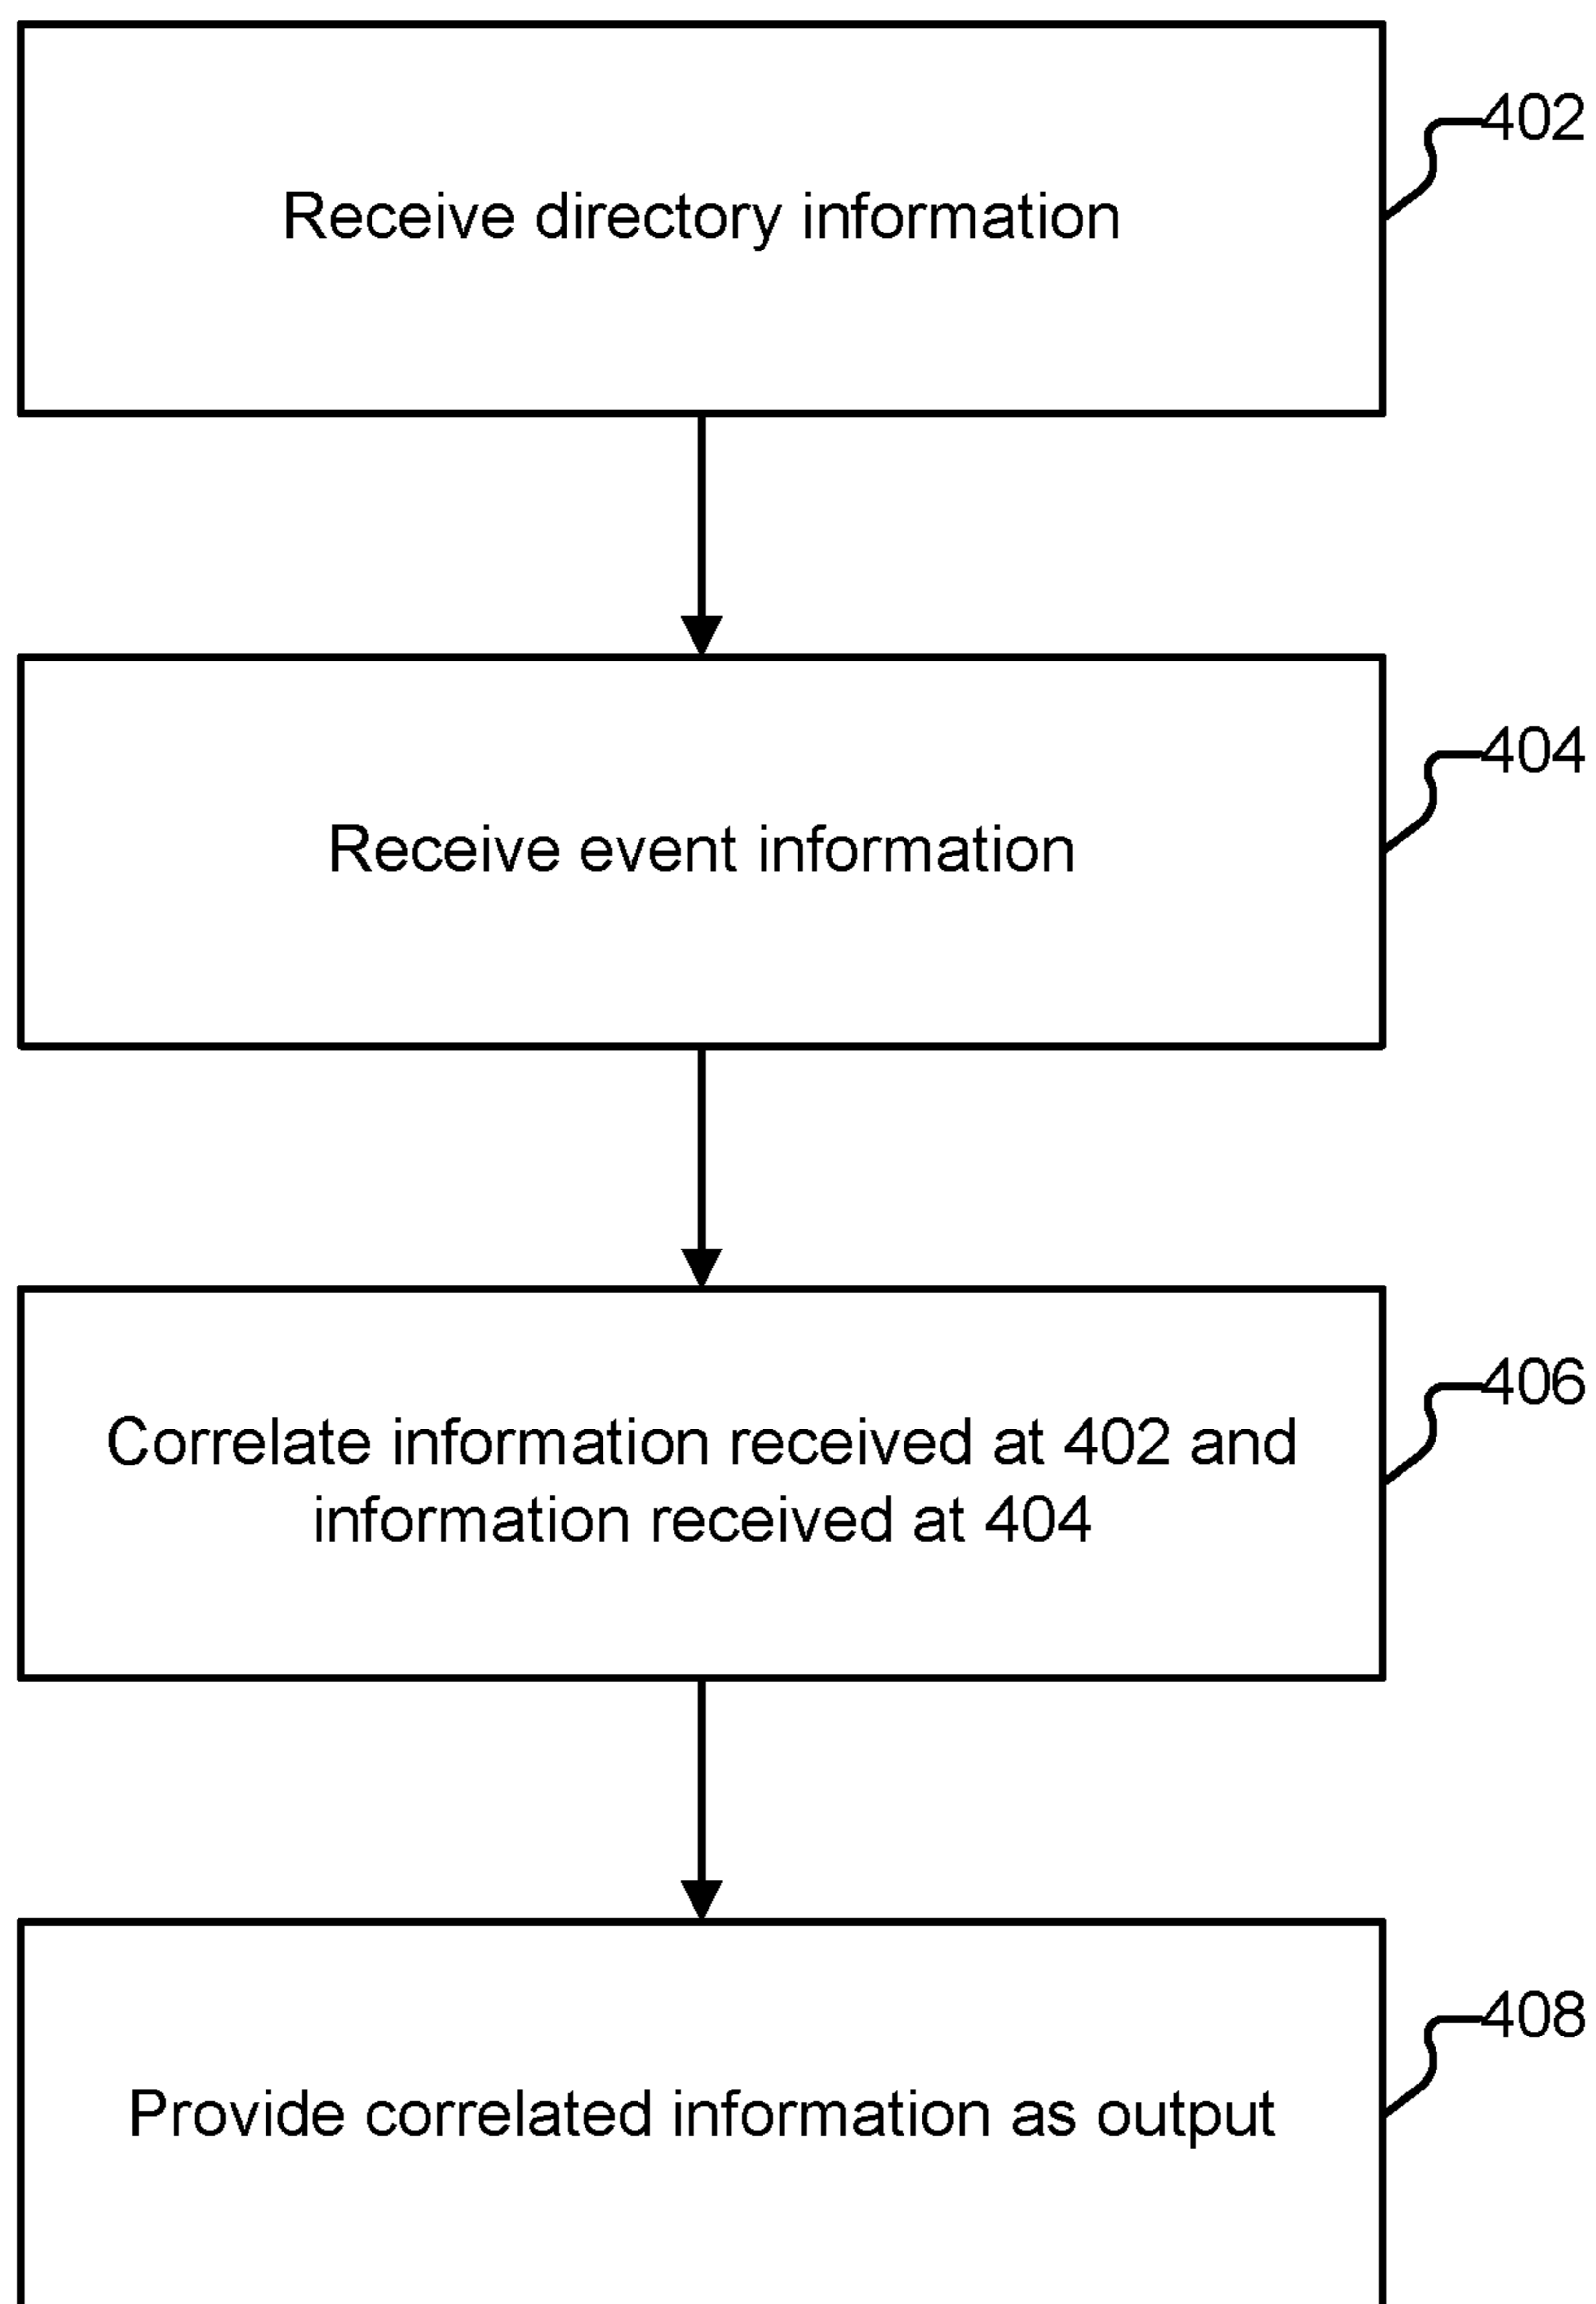 402
Receive directory information
404
Receive event information
406
Correlate information received at 402 and
information received at 404
408
Provide correlated information as output